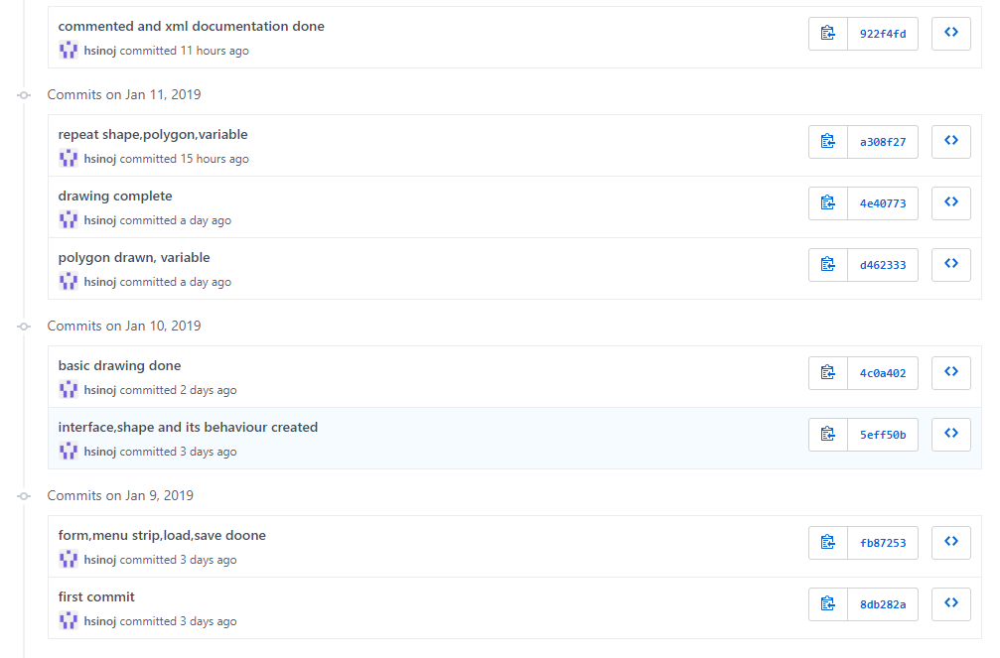 commented and xml documentation done
hsinoj committed 11 hours ago
922f4fd
Commits on Jan 11, 2019
repeat shape,polygon,variable
hsinoj committed 15 hours ago
a308f27
drawing complete
hsinoj committed a day ago
4e40773
polygon drawn, variable
hsinoj committed a day ago
d462333
Commits on Jan 10, 2019
basic drawing done
hsinoj committed 2 days ago
4c0a402
interface,shape and its behaviour created
hsinoj committed 3 days ago
5eff50b
Commits on Jan 9, 2019
form,menu strip,load,save doone
hsinoj committed 3 days ago
fb87253
first commit
hsinoj committed 3 days ago
8db282a